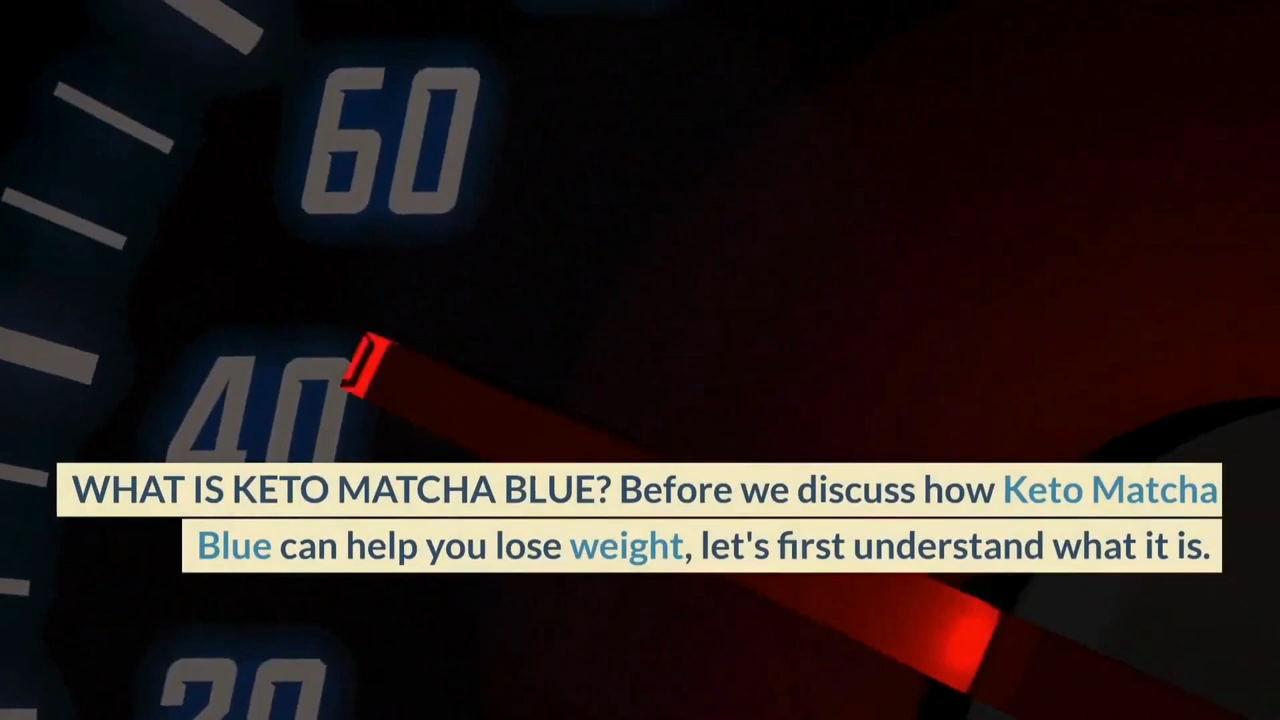 60
40
20
WHAT IS KETO MATCHA BLUE? Before we discuss how Keto Matcha
Blue can help you lose weight, let's first understand what it is.